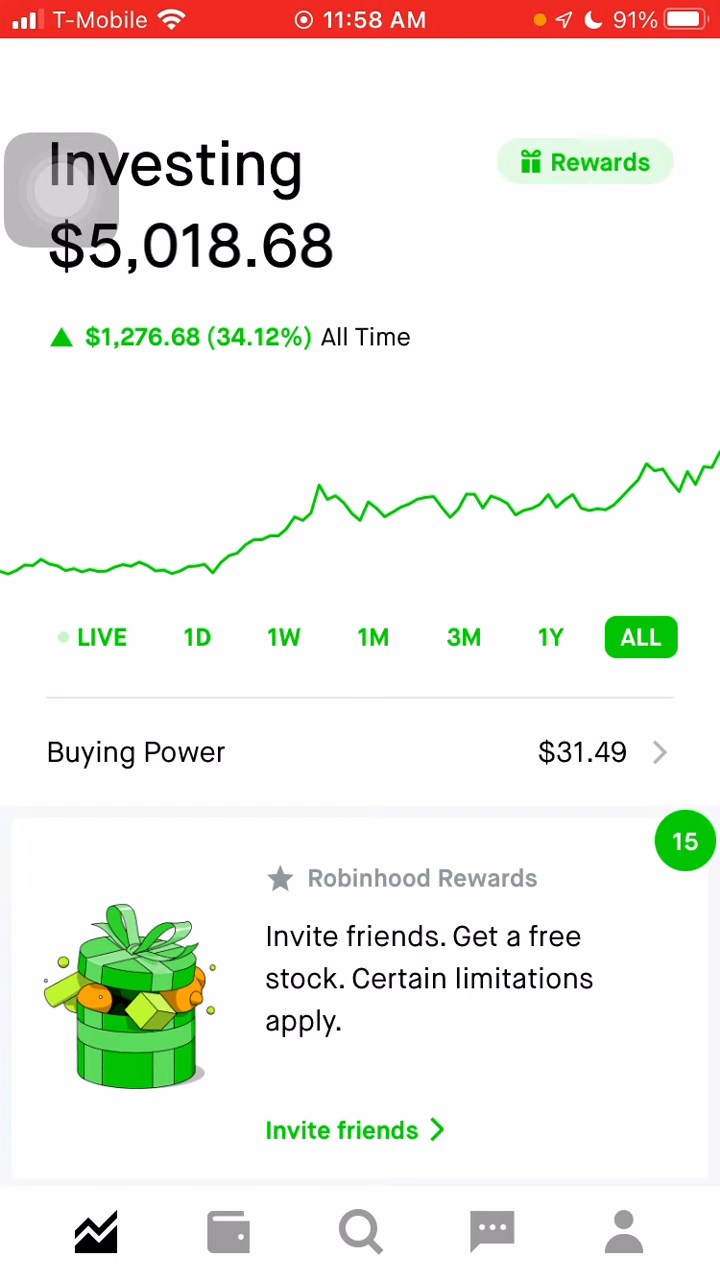 T-Mobile 11:58 AM 91%
Investing
Rewards
$5,018.68
$1,276.68 (34.12%) All Time
LIVE 1D 1W 1M 3M 1Y ALL
Buying Power $31.49
15
Robinhood Rewards
Invite friends. Get a free
stock. Certain limitations
apply.
Invite friends